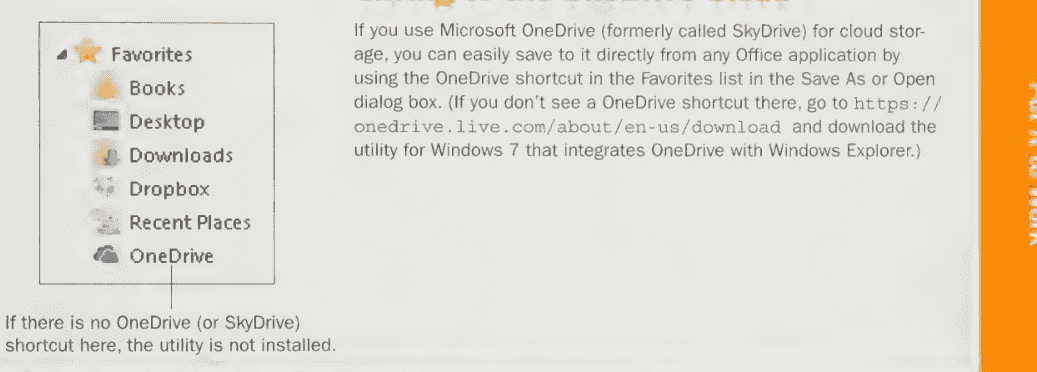 If you use Microsoft OneDrive (formerly called SkyDrive) for cloud stor-
age, you can easily save to it directly from any Office application by
using the OneDrive shortcut in the Favorites list in the Save As or Open
dialog box. (If you don't see a OneDrive shortcut there, go to https://
onedrive.live.com/about/en-us/download and download the
utility for Windows 7 that integrates OneDrive with Windows Explorer.)
Favorites
Books
Desktop
Downloads
Dropbox
Recent Places
OneDrive
If there is no OneDrive (or SkyDrive)
shortcut here, the utility is not installed.
Put It to Work